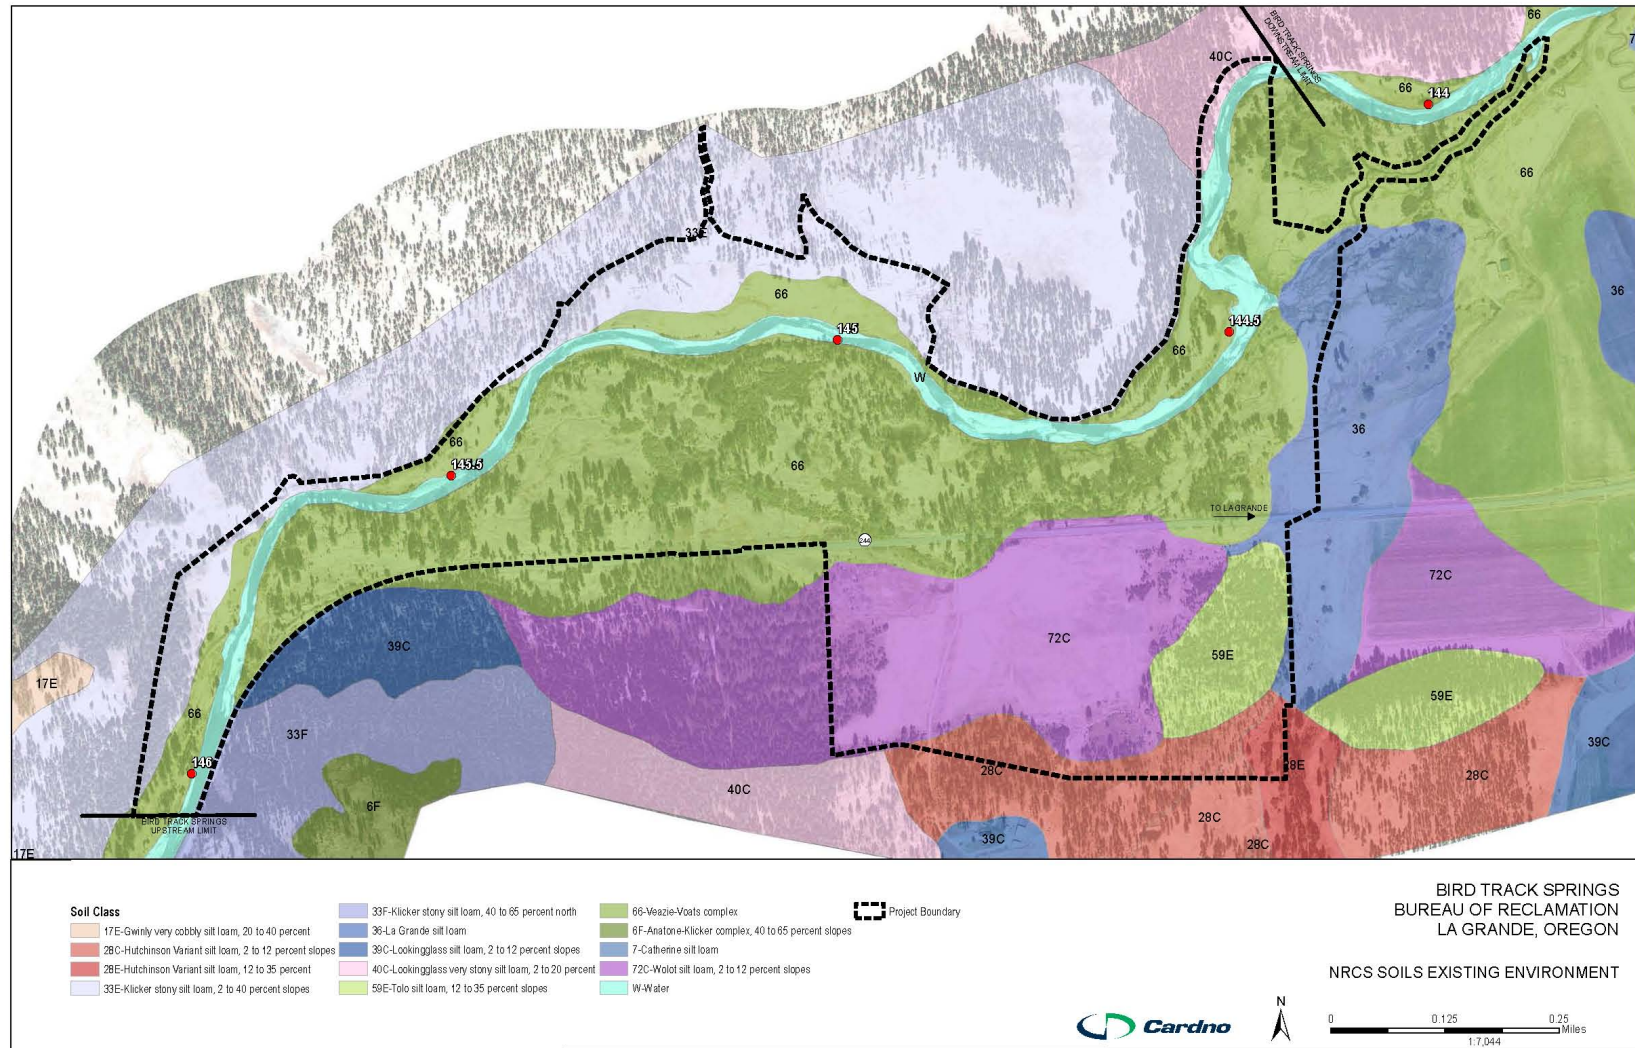 66
7
BIRD TRACK SPRINGS
DOWNSTREAM LIMIT
40C
66
144
66
33E
66
36
145
144.5
66
W
36
66
145.5
66
TO LA GRANDE
244
72C
39C
72C
59E
17E
59E
66
33F
39C
146
28C
28E
28C
40C
6F
28C
BIRD TRACK SPRINGS
UPSTREAM LIMIT
39C
28C
17E
Soil Class
17E-Gwinly very cobbly silt loam, 20 to 40 percent
28C-Hutchinson Variant silt loam, 2 to 12 percent slopes
28E-Hutchinson Variant silt loam, 12 to 35 percent
33E-Klicker stony silt loam, 2 to 40 percent slopes
33F-Klicker stony silt loam, 40 to 65 percent north
36-La Grande silt loam
39C-Lookingglass silt loam, 2 to 12 percent slopes
40C-Lookingglass very stony silt loam, 2 to 20 percent
59E-Tolo silt loam, 12 to 35 percent slopes
66-Veazie-Voats complex
6F-Anatone-Klicker complex, 40 to 65 percent slopes
7-Catherine silt loam
72C-Wolot silt loam, 2 to 12 percent slopes
W-Water
Project Boundary
BIRD TRACK SPRINGS
BUREAU OF RECLAMATION
LA GRANDE, OREGON
NRCS SOILS EXISTING ENVIRONMENT
Cardno
N
0 0.125 0.25
Miles
1:7,044